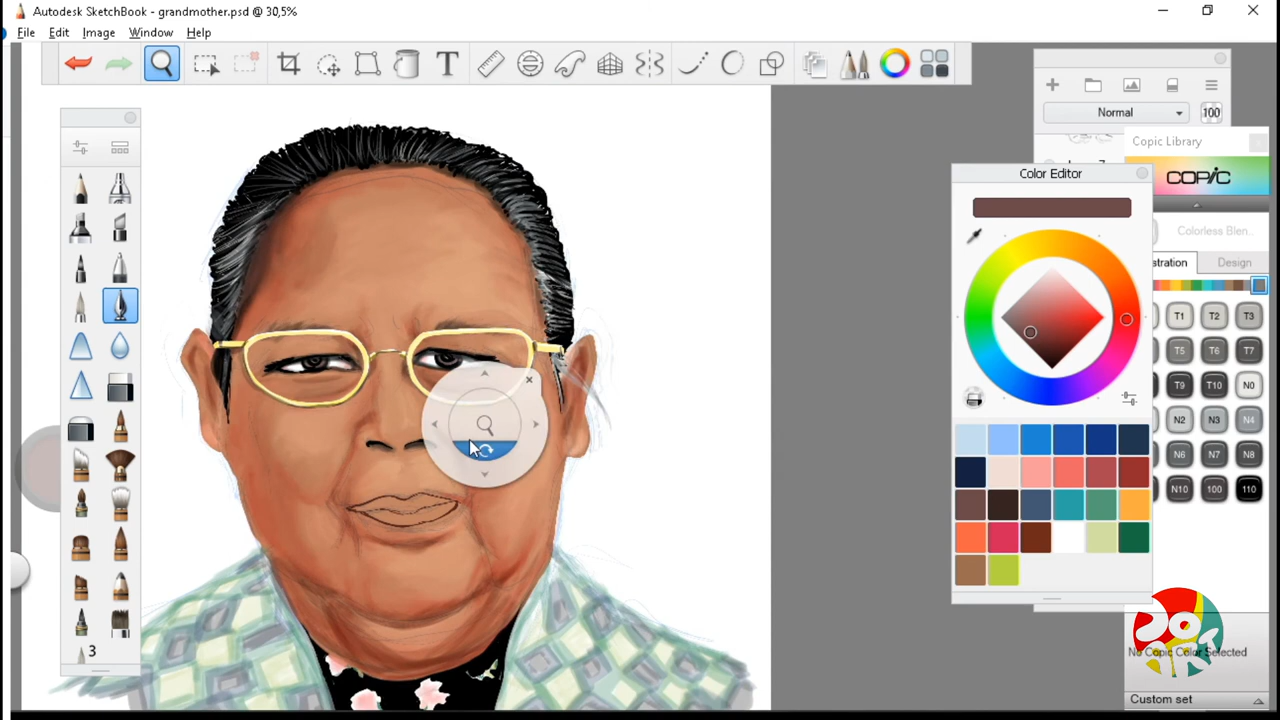 Autodesk SketchBook - grandmother.psd @ 30,5%
File Edit Image Window Help
T
Normal 100
Copic Library
COPIC
Color Editor
Colorless Blen..
stration Design
T1 T2 T3
T5 T6 T7
T9 T10 N0
N2 N3 N4
N6 N7 N8
N10 100 110
3
No Copic Color Selected
Custom set